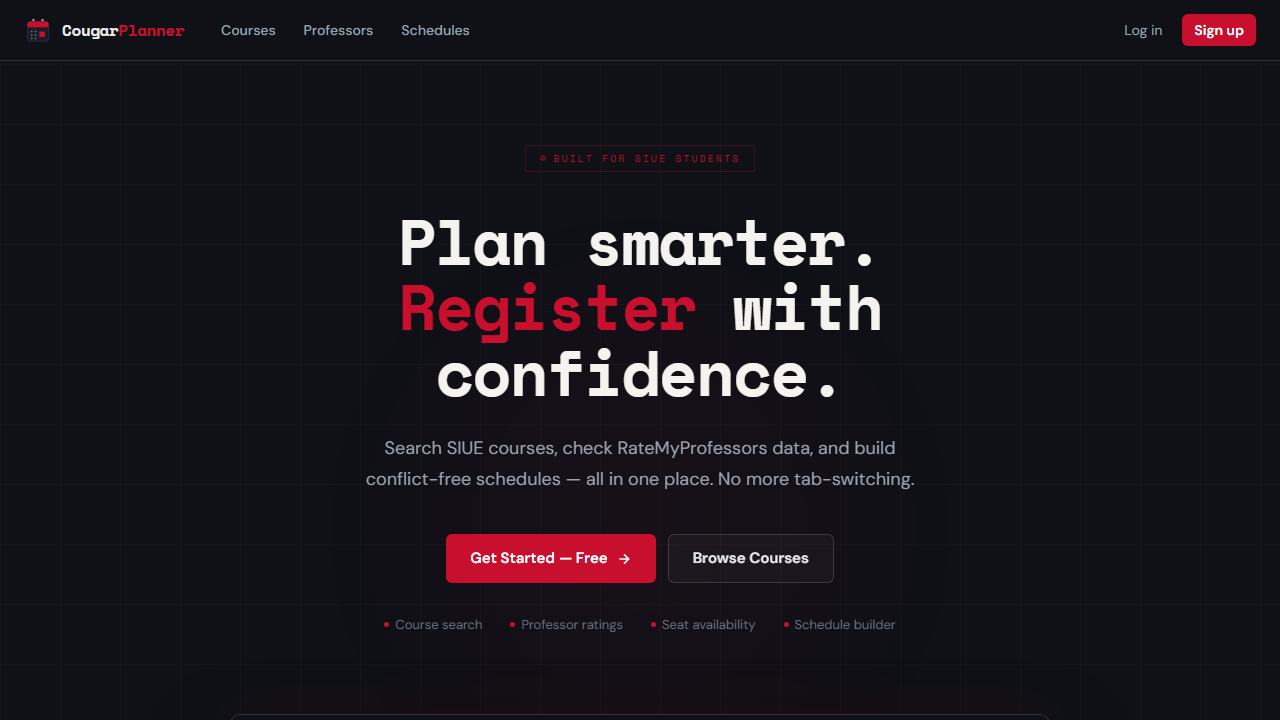 CougarPlanner Courses Professors Schedules Log in Sign up
BUILT FOR SIUE STUDENTS
Plan smarter.
Register with
confidence.
Search SIUE courses, check RateMyProfessors data, and build
conflict-free schedules — all in one place. No more tab-switching.
Get Started — Free → Browse Courses
Course search Professor ratings Seat availability Schedule builder